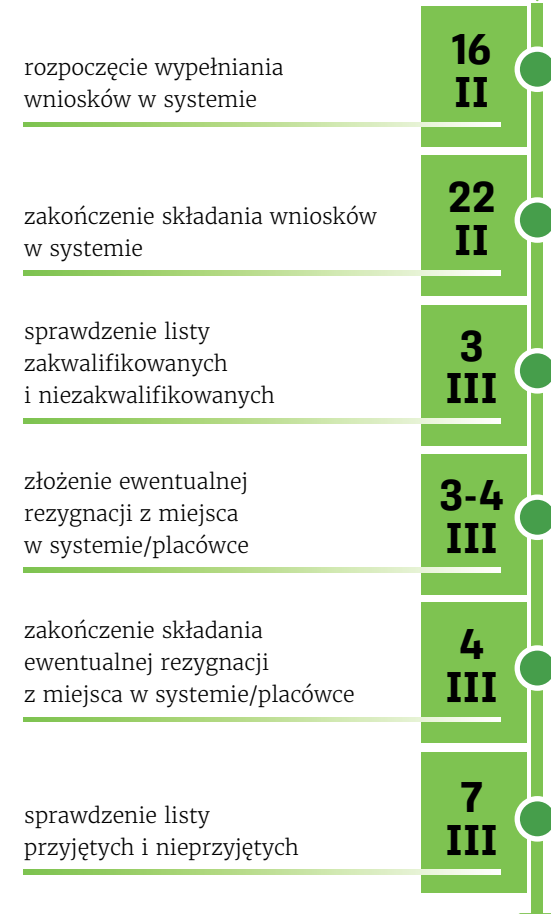 rozpoczęcie wypełniania
wniosków w systemie
16
II
zakończenie składania wniosków
w systemie
22
II
sprawdzenie listy
zakwalifikowanych
i niezakwalifikowanych
3
III
złożenie ewentualnej
rezygnacji z miejsca
w systemie/placówce
3-4
III
zakończenie składania
ewentualnej rezygnacji
z miejsca w systemie/placówce
4
III
sprawdzenie listy
przyjętych i nieprzyjętych
7
III